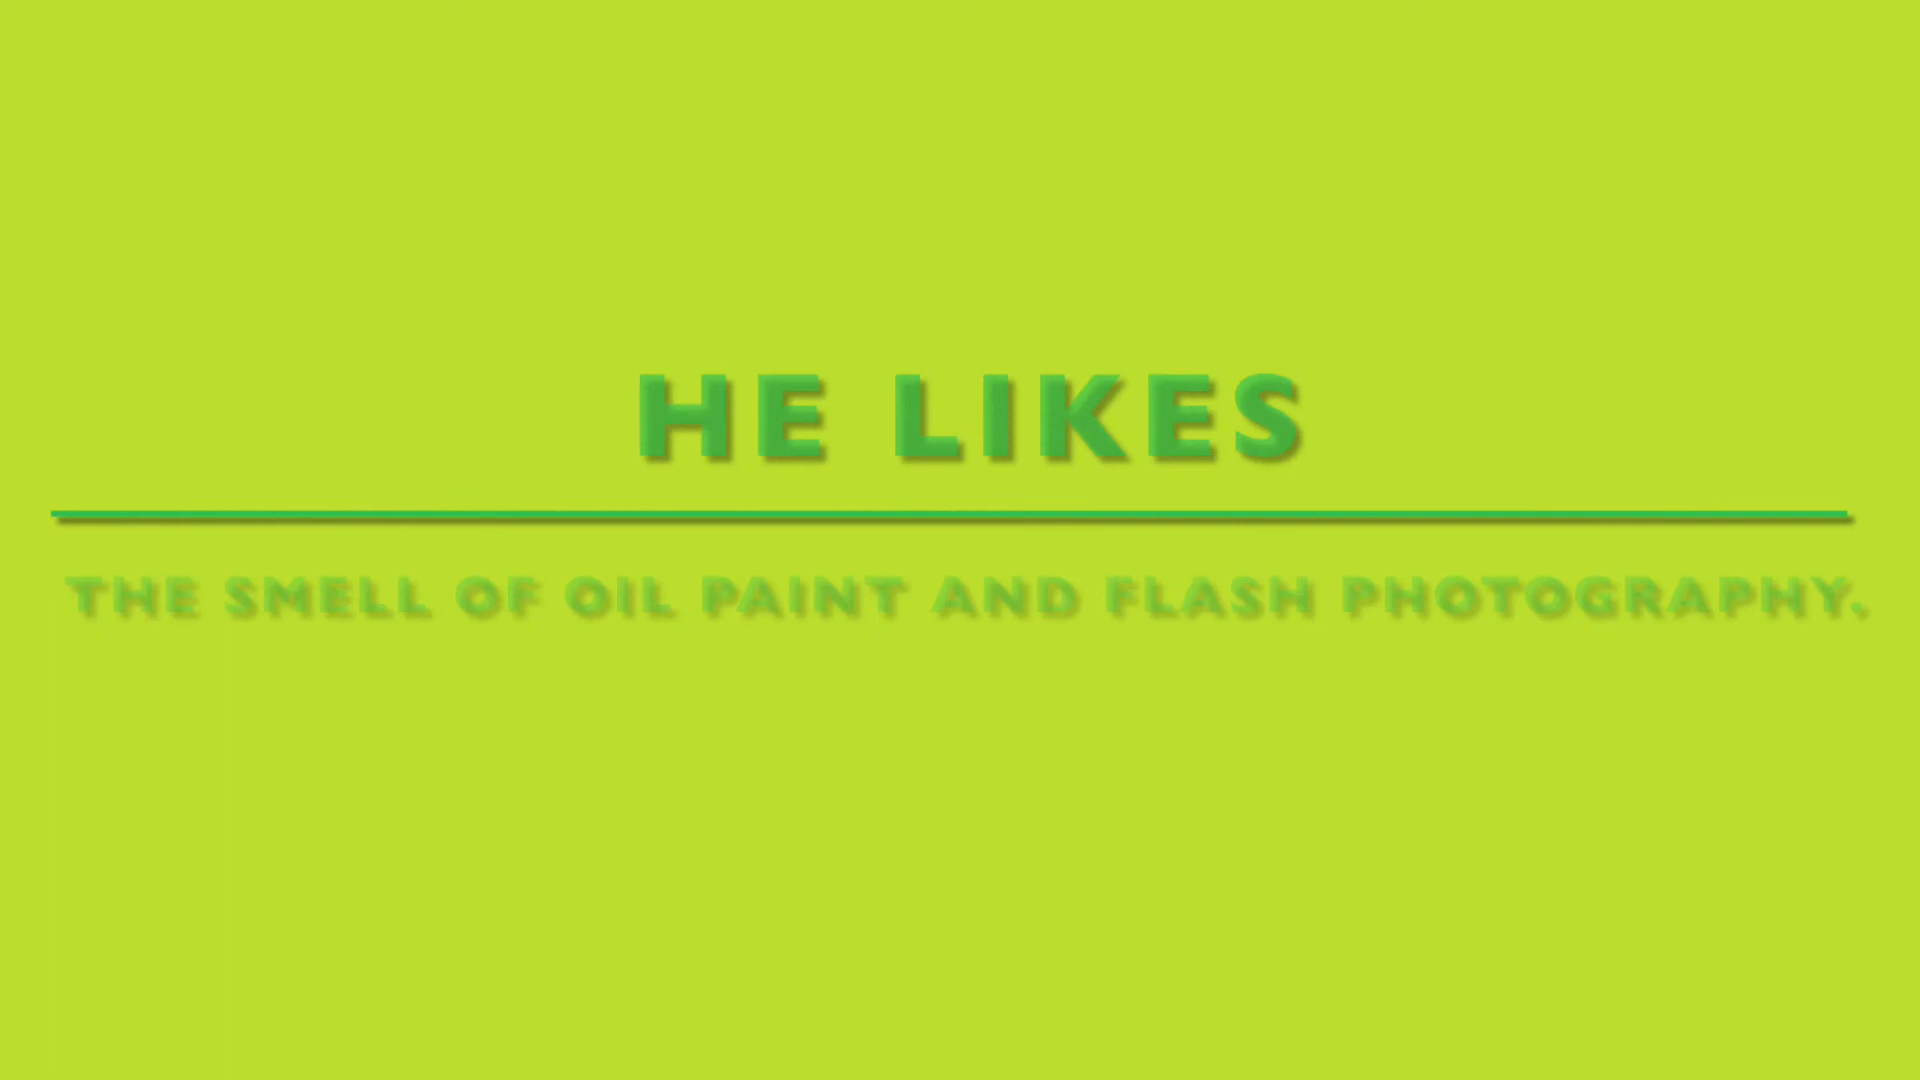 HE LIKES
THE SMELL OF OIL PAINT AND FLASH PHOTOGRAPHY.